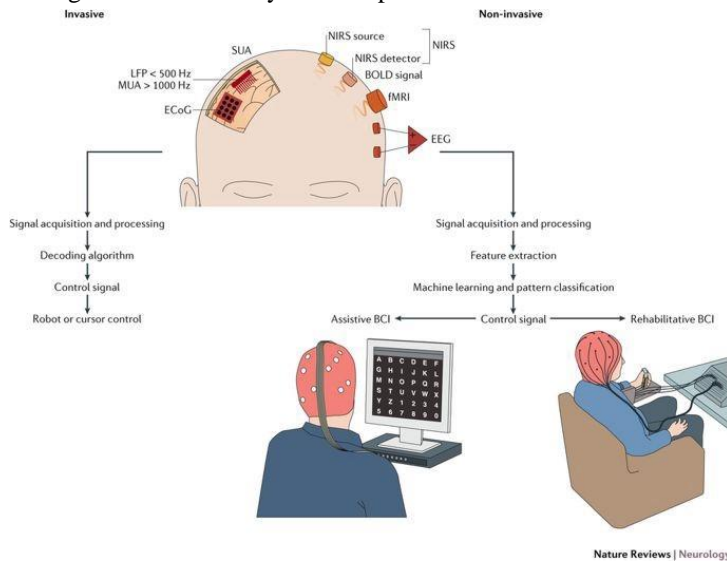 Invasive
Non-invasive
NIRS source
NIRS
SUA
NIRS detector
LFP < 500 Hz
BOLD signal
MUA > 1000 Hz
fMRI
ECoG
+
EEG
–
Signal acquisition and processing
Signal acquisition and processing
Decoding algorithm
Feature extraction
Control signal
Machine learning and pattern classification
Robot or cursor control
Assistive BCI
Control signal
Rehabilitative BCI
A B C D E F
G H I J K L
M N O P Q R
S T U V W X
Y Z 1 2 3 4
5 6 7 8 9 0
Nature Reviews | Neurology